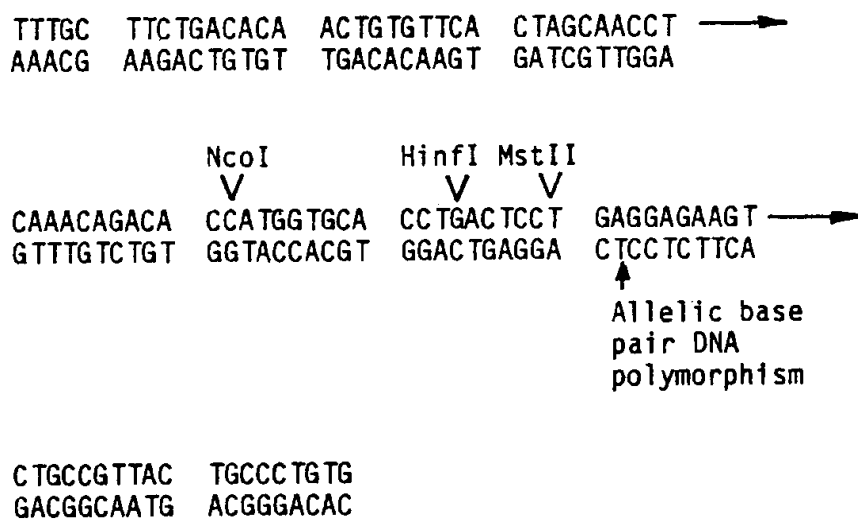 TTTGC TTCTGACACA ACTGTGTTCA CTAGCAACCT
AAACG AAGACTGTGT TGACACAAGT GATCGTTGGA
NcoI HinfI MstII
CAAACAGACA CCATGGTGCA CCTGACTCCT GAGGAGAAGT
GTTTGTCTGT GGTACCACGT GGACTGAGGA CTCCTCTTCA
Allelic base
pair DNA
polymorphism
CTGCCGTTAC TGCCCTGTG
GACGGCAATG ACGGGACAC